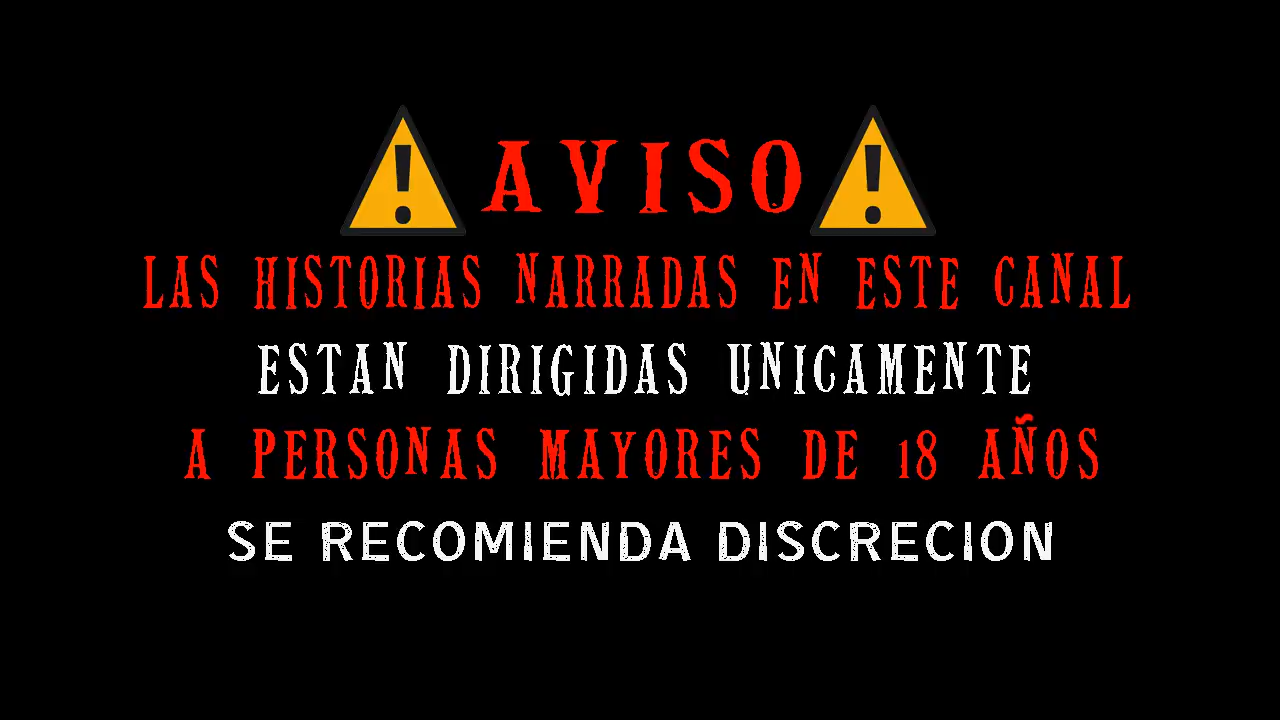 AVISO
LAS HISTORIAS NARRADAS EN ESTE CANAL
ESTAN DIRIGIDAS UNICAMENTE
A PERSONAS MAYORES DE 18 AÑOS
SE RECOMIENDA DISCRECION